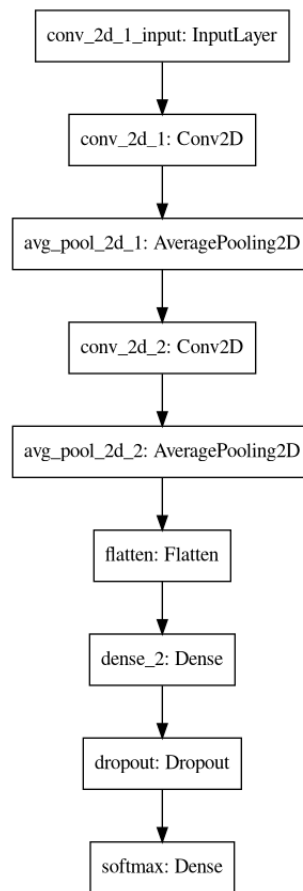 conv_2d_1_input: InputLayer
conv_2d_1: Conv2D
avg_pool_2d_1: AveragePooling2D
conv_2d_2: Conv2D
avg_pool_2d_2: AveragePooling2D
flatten: Flatten
dense_2: Dense
dropout: Dropout
softmax: Dense